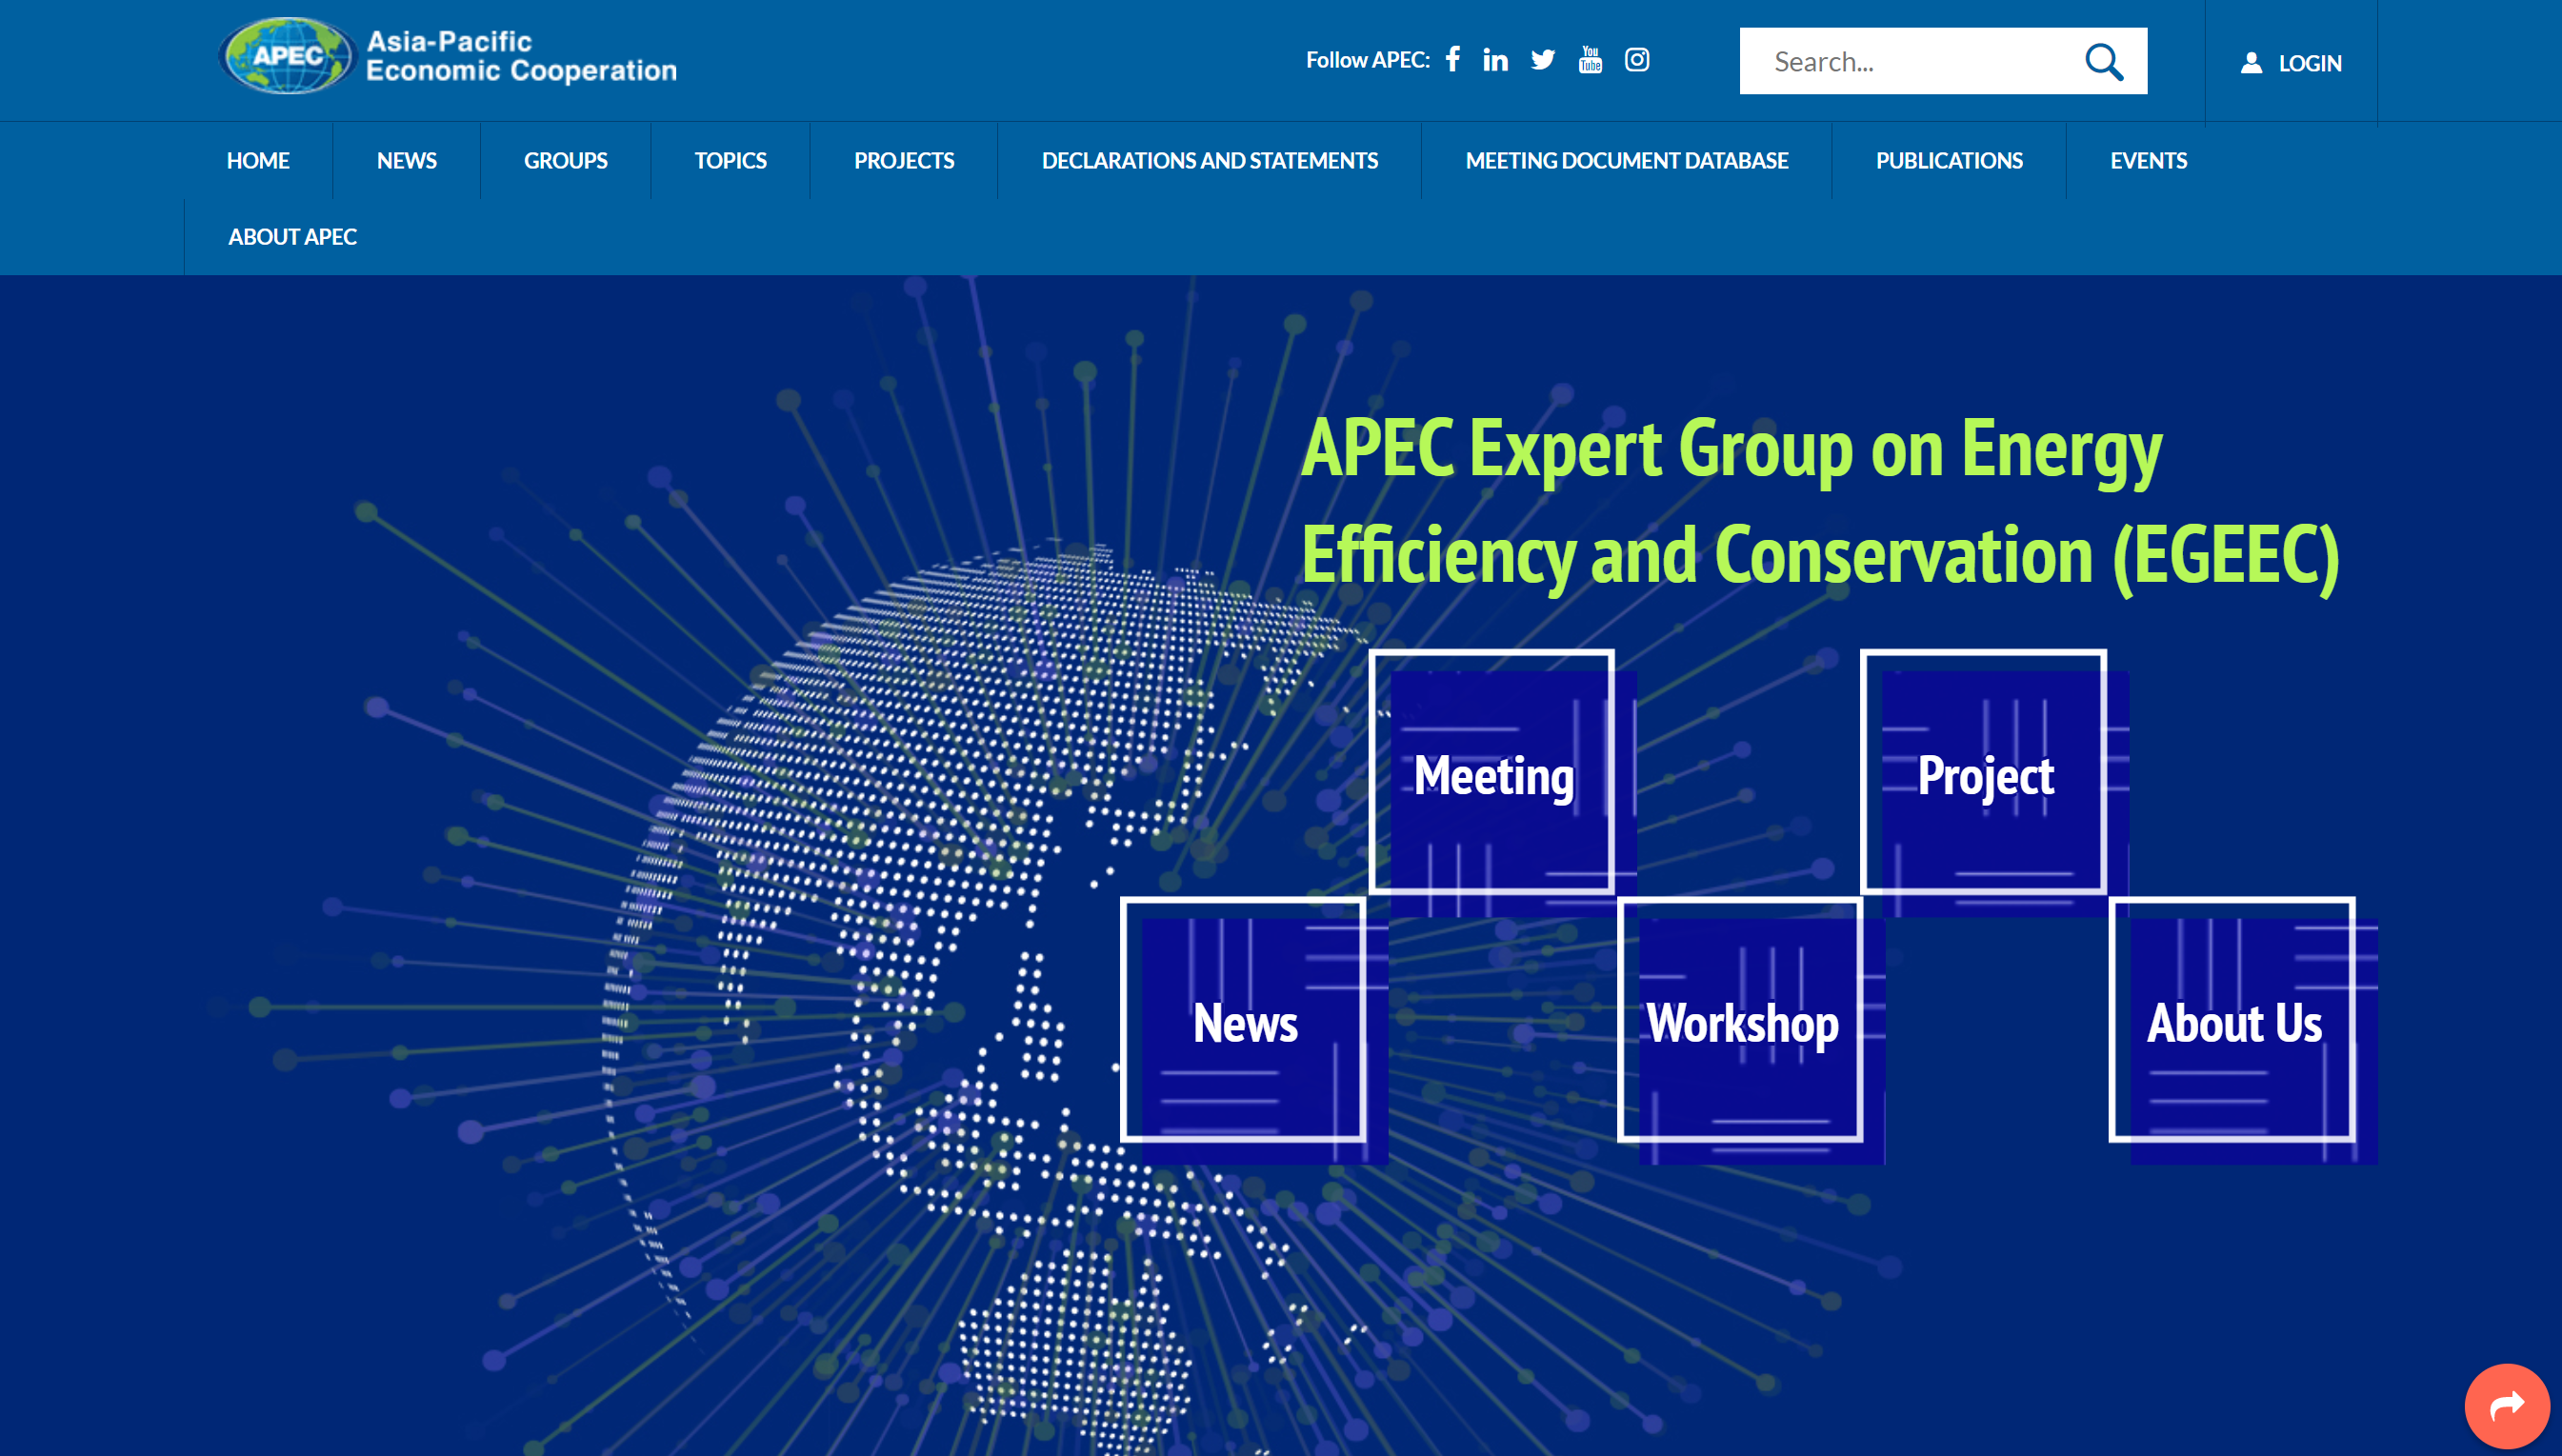 APEC
Asia-Pacific
Economic Cooperation
Follow APEC:
You
Tube
Search...
LOGIN
HOME
NEWS
GROUPS
TOPICS
PROJECTS
DECLARATIONS AND STATEMENTS
MEETING DOCUMENT DATABASE
PUBLICATIONS
EVENTS
ABOUT APEC
APEC Expert Group on Energy
Efficiency and Conservation (EGEEC)
Meeting
Project
News
Workshop
About Us